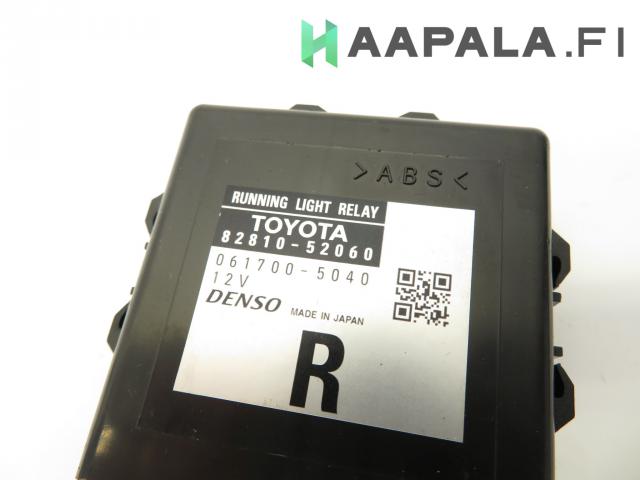 HAAPALA.FI
>ABS<
RUNNING LIGHT RELAY
TOYOTA
82810-52060
061700-5040
12V
DENSO MADE IN JAPAN
R